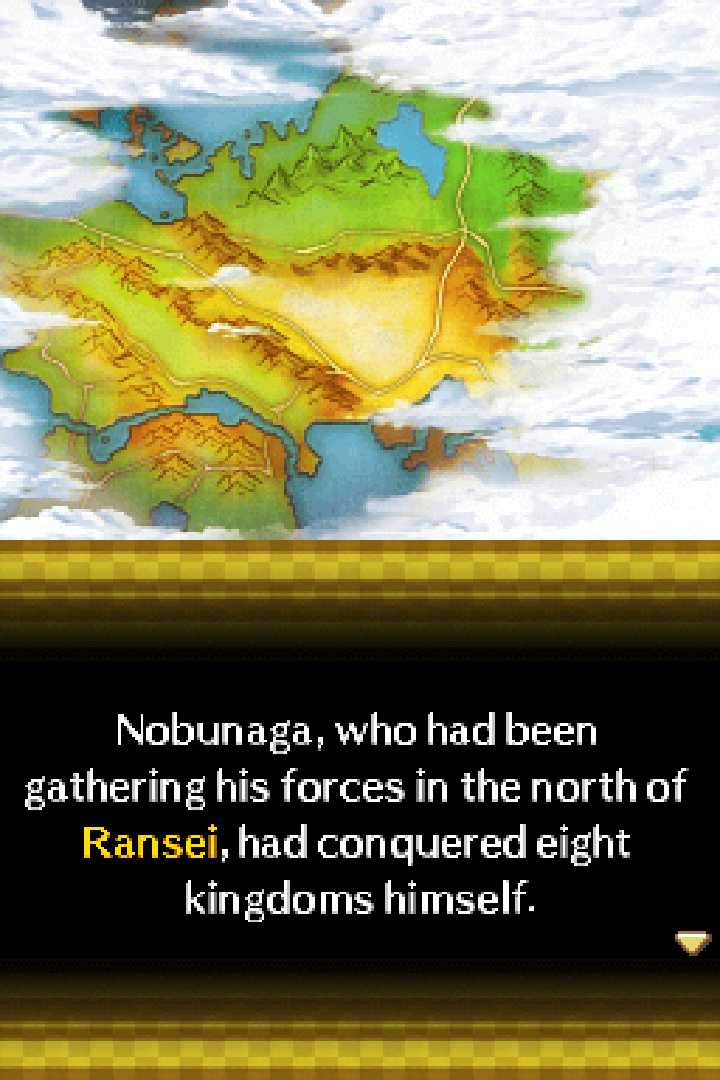 Nobunaga, who had been
gathering his forces in the north of
Ransei, had conquered eight
kingdoms himself.